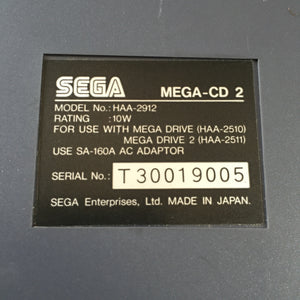 SEGA MEGA-CD 2
MODEL No.: HAA-2912
RATING :10W
FOR USE WITH MEGA DRIVE (HAA-2510)
MEGA DRIVE 2 (HAA-2511)
USE SA-160A AC ADAPTOR
SERIAL No.: T30019005
SEGA Enterprises, Ltd. MADE IN JAPAN.